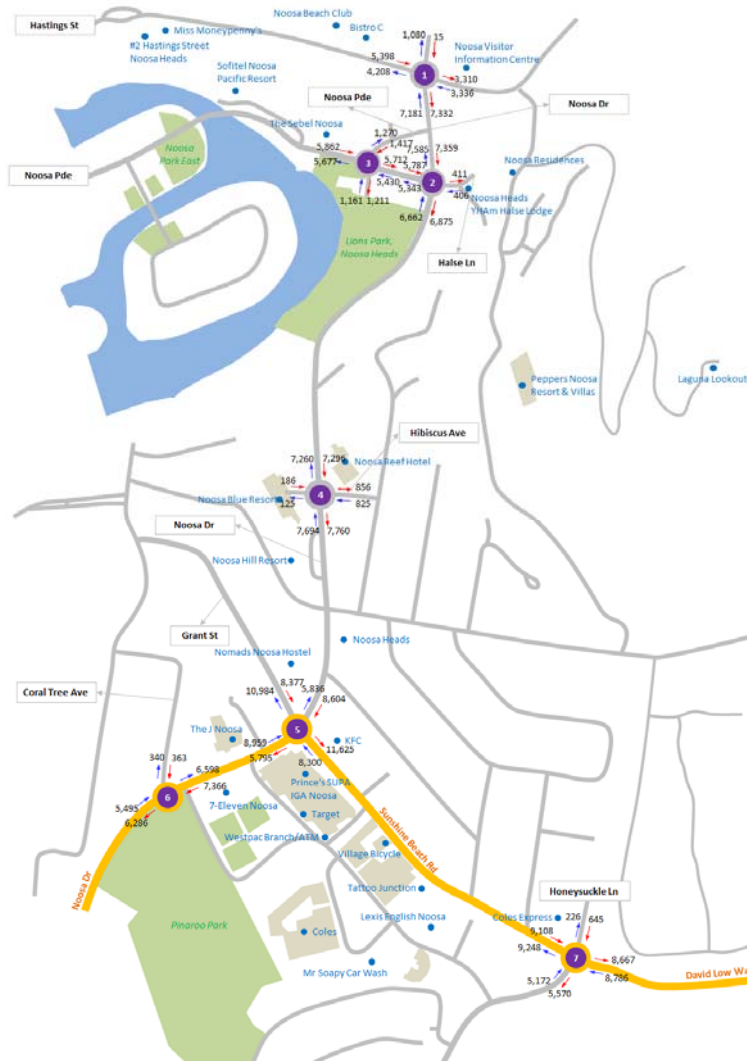 Hastings St
Miss Moneypenny's
#2 Hastings Street
Noosa Heads
Noosa Beach Club
Bistro C
1,080
15
Noosa Visitor
Information Centre
5,398
4,208
1
3,310
3,336
Sofitel Noosa
Pacific Resort
Noosa Pde
7,181
7,332
Noosa Dr
The Sebel Noosa
1,270
1,417
5,862
5,677
3
5,712
5,787
7,585
7,359
Noosa
Park East
Noosa Residences
Noosa Pde
5,430
5,343
2
411
406
1,161
1,211
6,662
6,875
Noosa Heads
YHAm Halse Lodge
Lions Park,
Noosa Heads
Halse Ln
Peppers Noosa
Resort & Villas
Laguna Lookout
Hibiscus Ave
7,260
7,296
Noosa Reef Hotel
186
4
856
Noosa Blue Resort
125
825
7,694
7,760
Noosa Dr
Noosa Hill Resort
Grant St
Noosa Heads
Nomads Noosa Hostel
8,377
10,984
5,836
8,604
Coral Tree Ave
The J Noosa
8,959
5
KFC
5,795
11,625
8,300
340
363
6,598
7,366
Prince's SUPA
IGA Noosa
5,495
6
7-Eleven Noosa
Target
6,286
Westpac Branch/ATM
Village Bicycle
Sunshine Beath Rd
Noosa Dr
Tattoo Junction
Honeysuckle Ln
Pinaroo Park
Lexis English Noosa
Coles Express
226
645
Coles
9,108
9,248
7
8,667
8,786
Mr Soapy Car Wash
5,172
5,570
David Low Wa